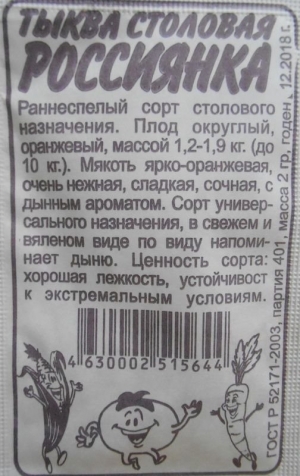 ТЫКВА СТОЛОВАЯ
РОССИЯНКА
Раннеспелый сорт столового
назначения. Плод округлый,
оранжевый, массой 1,2-1,9 кг. (до
10 кг.). Мякоть ярко-оранжевая,
очень нежная, сладкая, сочная, с
дынным ароматом. Сорт универ-
сального назначения, в свежем и
вяленом виде по виду напоми-
нает дыню. Ценность сорта:
хорошая лежкость, устойчивост
к экстремальным условиям.
4 630002 515644
ГОСТ Р 52171-2003, партия 401, масса 2 гр, годен 12.2018 г.